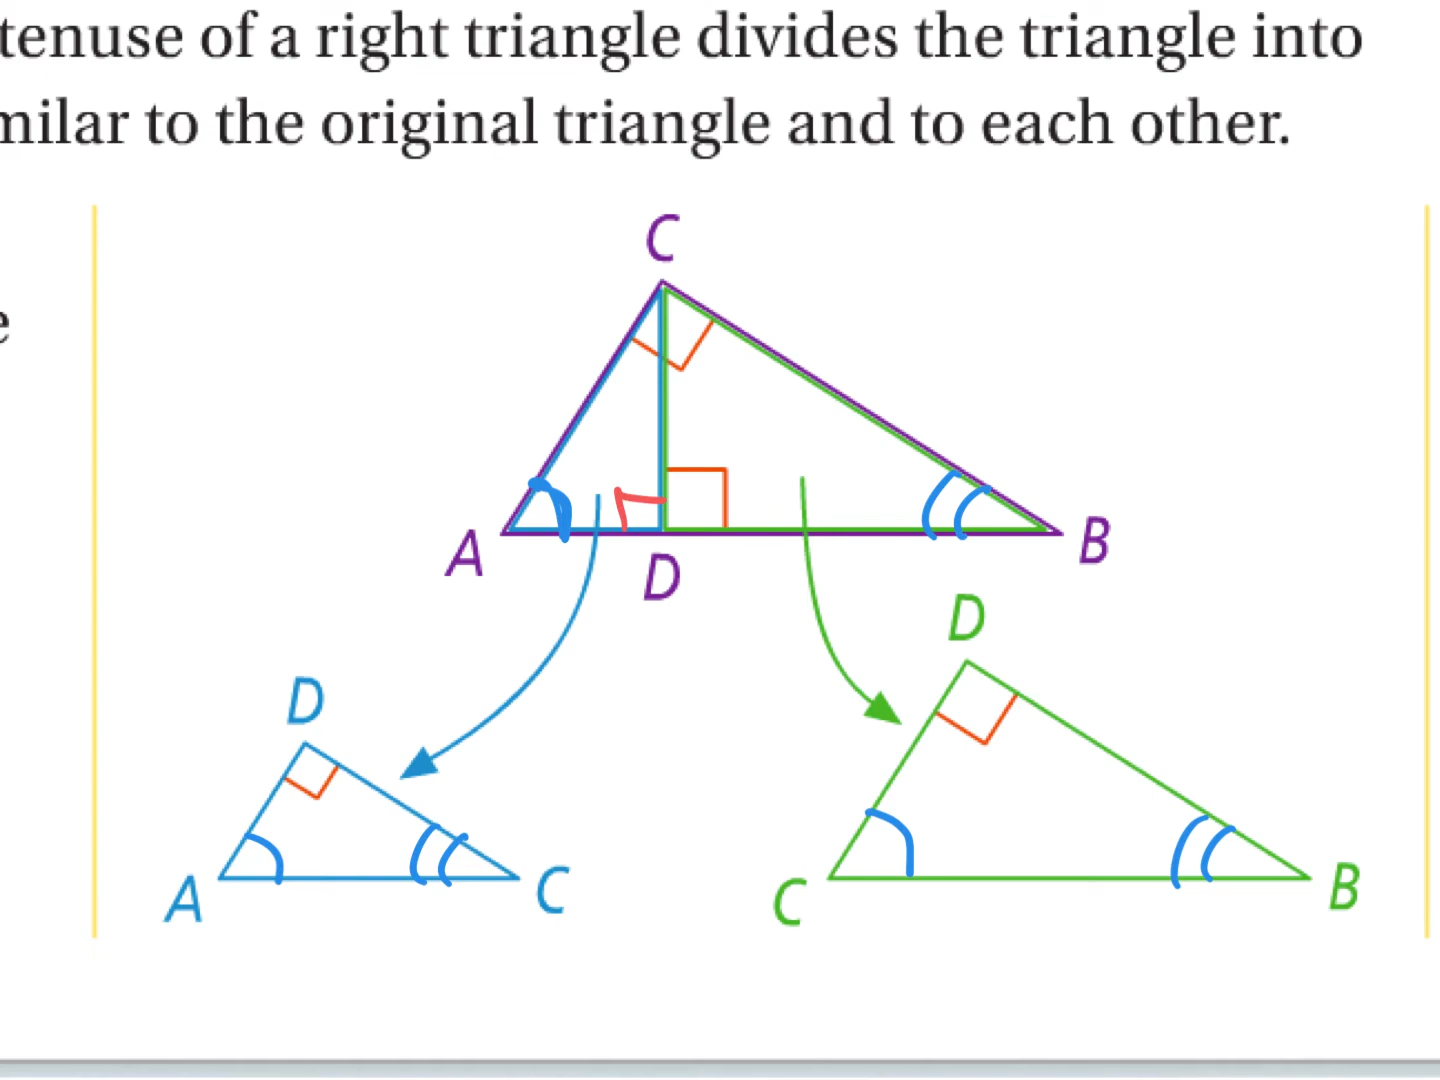 tenuse of a right triangle divides the triangle into
milar to the original triangle and to each other.
e
C
A
D
B
D
D
A
C
C
B